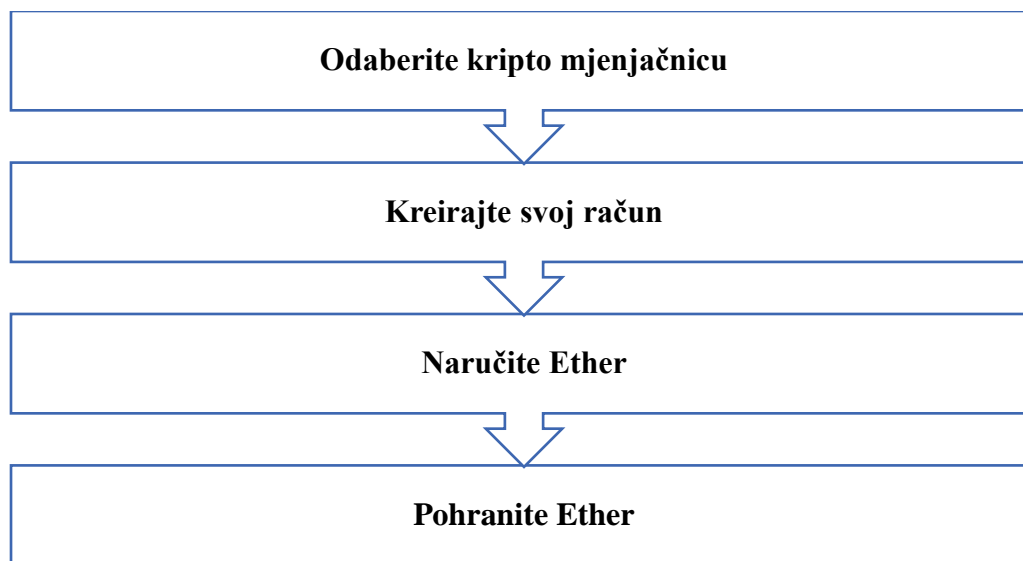 Odaberite kripto mjenjačnicu
Kreirajte svoj račun
Naručite Ether
Pohranite Ether